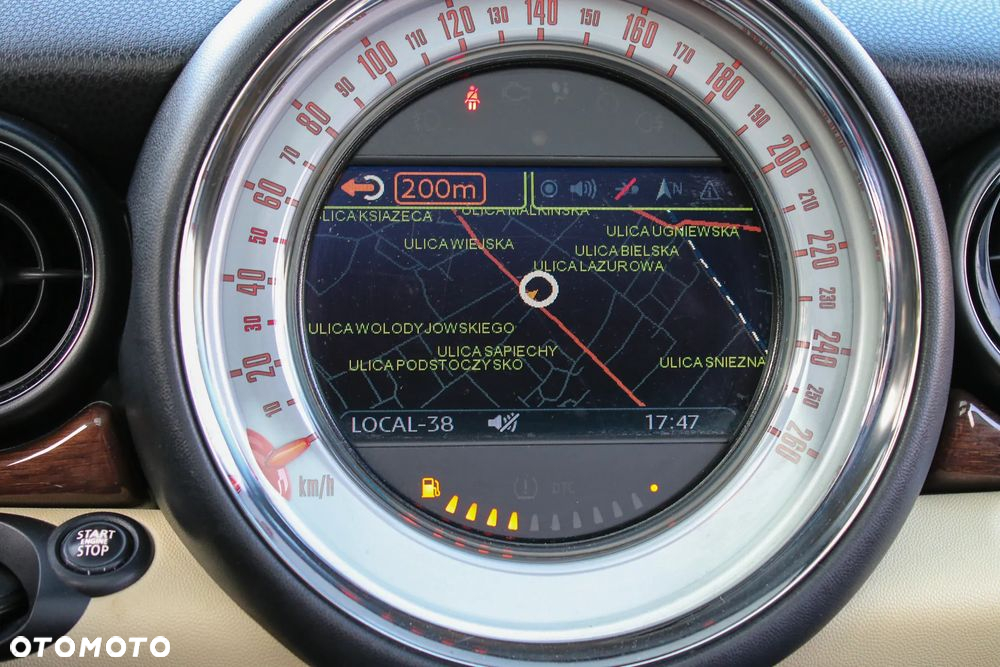 10 20 30 40 50 60 70 80 90 100 110 120 130 140 150 160 170 180 190 200 210 220 230 240 250 260
km/h
200m
N
ULICA KSIAZECA
ULICA MALKINSKA
ULICA UGNIEWSKA
ULICA WIEJSKA
ULICA BIELSKA
ULICA LAZUROWA
ULICA WOLODYJOWSKIEGO
ULICA SAPIECHY
ULICA PODSTOCZYSKO
ULICA SNIEZNA
LOCAL-38
17:47
DTC
START
ENGINE
STOP
OTOMOTO